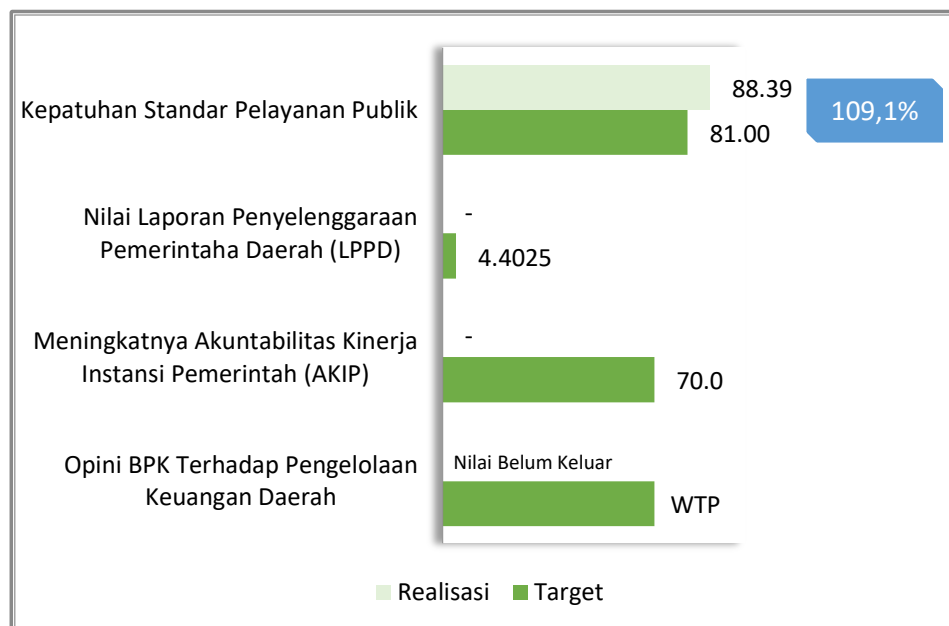 Kepatuhan Standar Pelayanan Publik
88.39
81.00
109,1%
Nilai Laporan Penyelenggaraan
Pemerintaha Daerah (LPPD)
-
4.4025
Meningkatnya Akuntabilitas Kinerja
Instansi Pemerintah (AKIP)
-
70.0
Opini BPK Terhadap Pengelolaan
Keuangan Daerah
Nilai Belum Keluar
WTP
Realisasi
Target